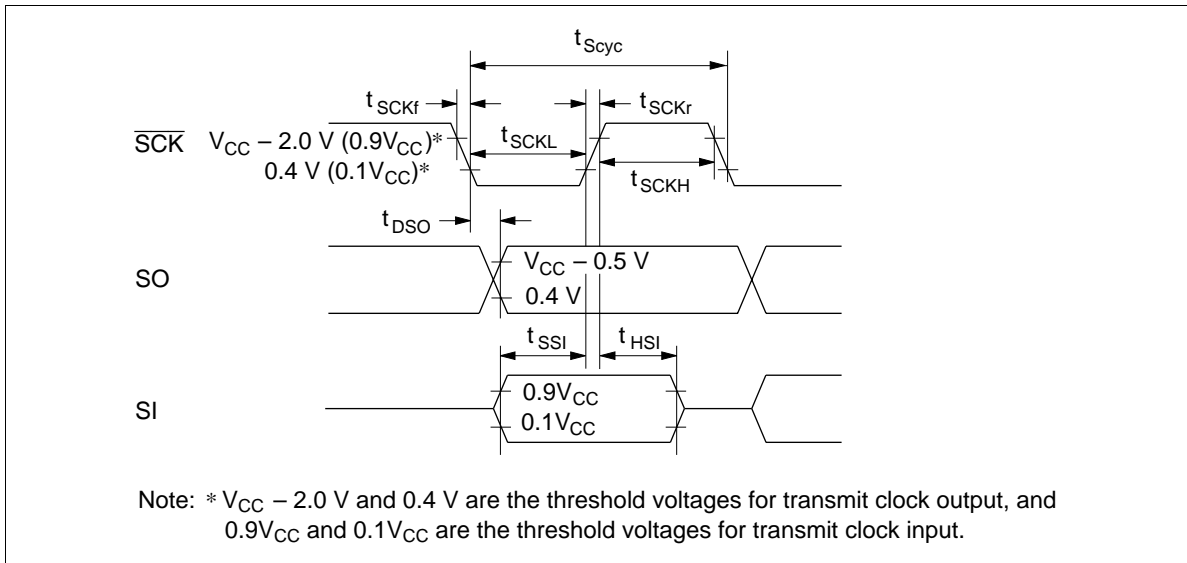 tScyc
tSCKf
tSCKr
SCK VCC – 2.0 V (0.9VCC)*
tSCKL
0.4 V (0.1VCC)*
tSCKH
tDSO
SO
VCC – 0.5 V
0.4 V
tSSI
tHSI
SI
0.9VCC
0.1VCC
Note: * VCC – 2.0 V and 0.4 V are the threshold voltages for transmit clock output, and
0.9VCC and 0.1VCC are the threshold voltages for transmit clock input.